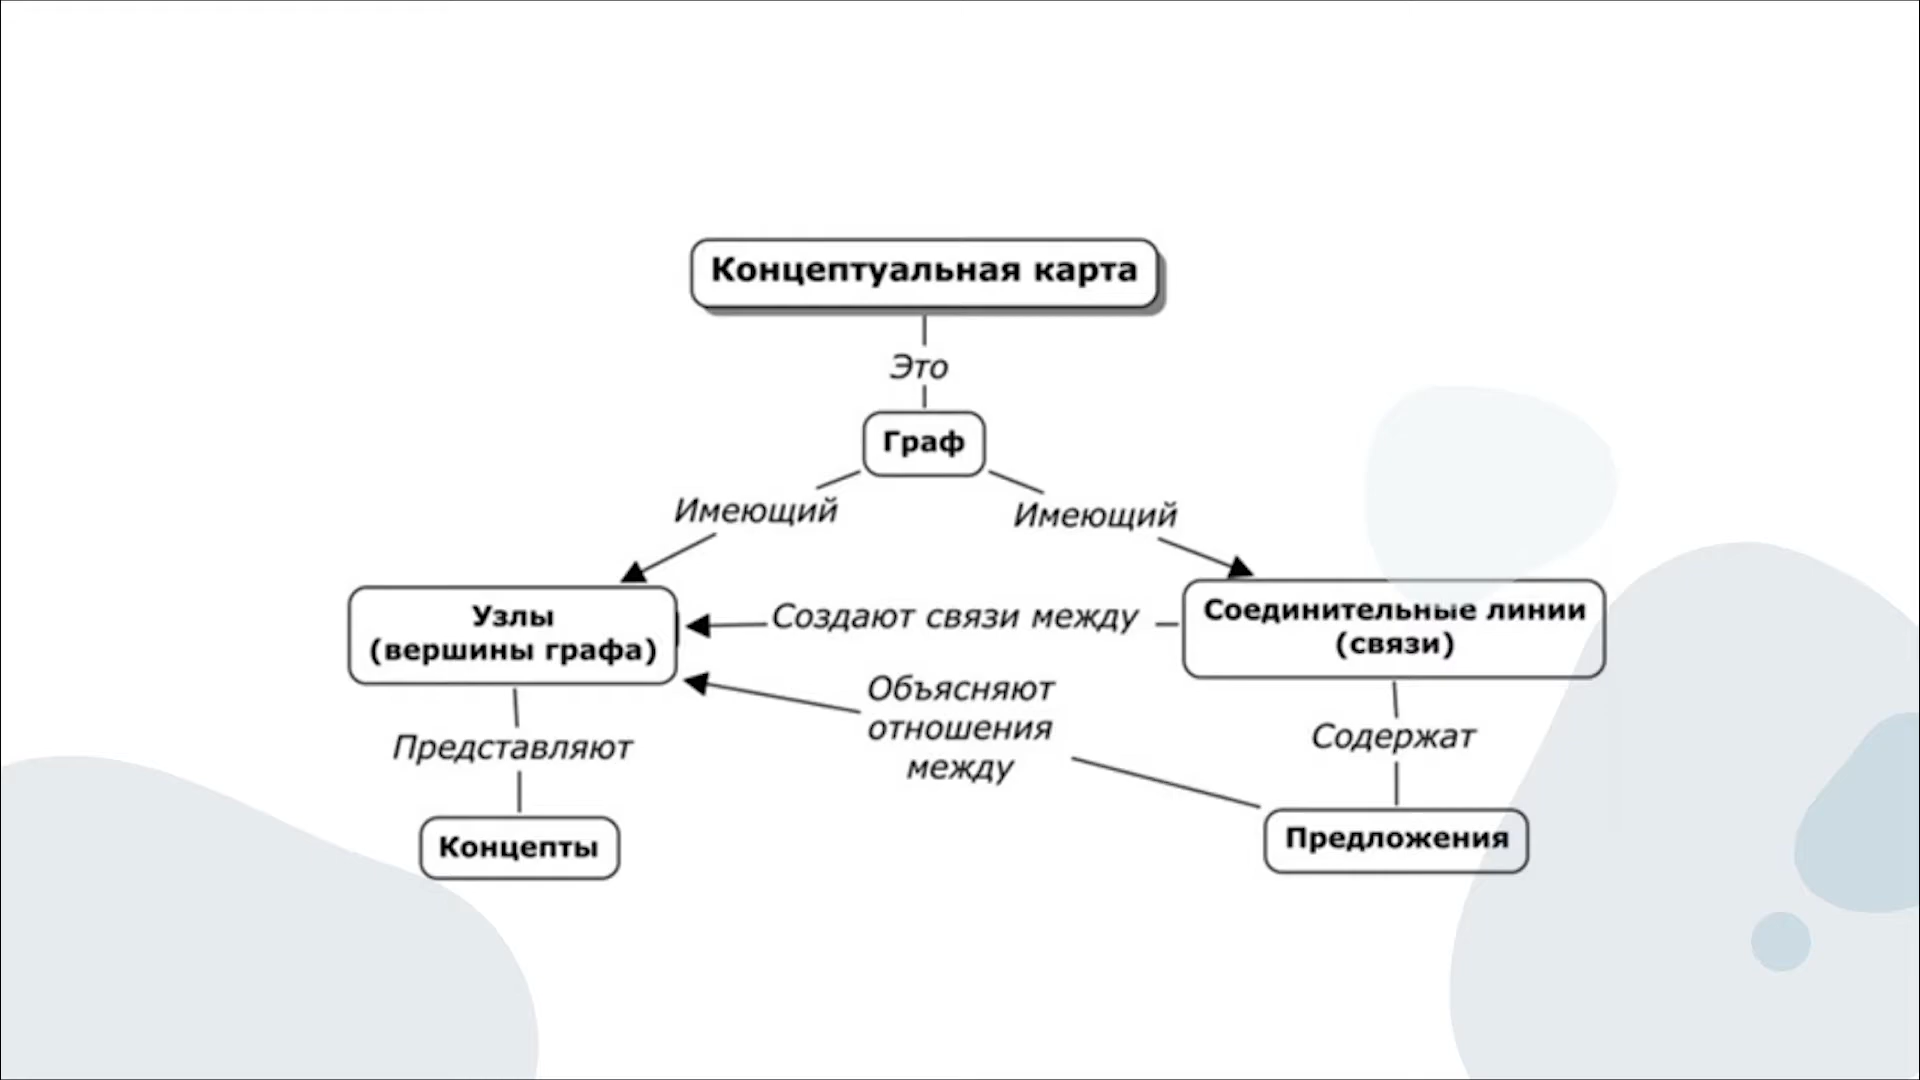 Концептуальная карта
Это
Граф
Имеющий
Имеющий
Узлы
(вершины графа)
Создают связи между
Соединительные линии
(связи)
Объясняют
отношения
между
Представляют
Содержат
Концепты
Предложения